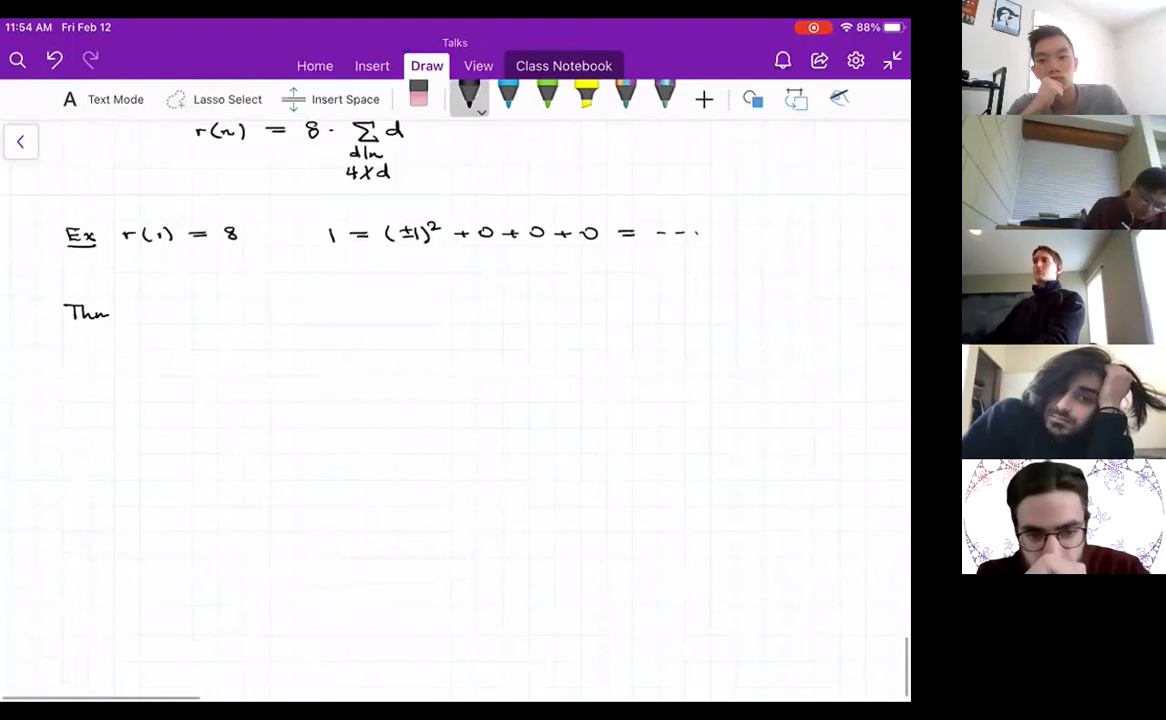 11:54 AM Fri Feb 12
88%
Talks
Home Insert Draw View Class Notebook
Text Mode Lasso Select Insert Space
r(n) = 8 · ∑ d
d|n
4∤d
Ex r(1) = 8 1 = (±1)² + 0 + 0 + 0 = ---
Thm